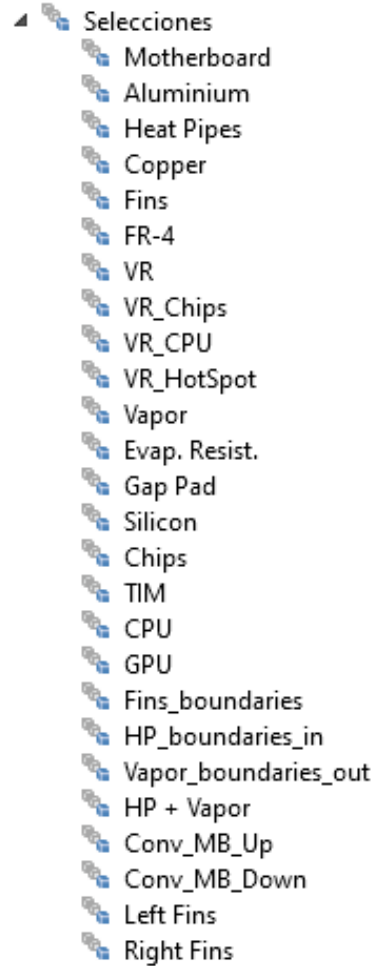 Selecciones
Motherboard
Aluminium
Heat Pipes
Copper
Fins
FR-4
VR
VR_Chips
VR_CPU
VR_HotSpot
Vapor
Evap. Resist.
Gap Pad
Silicon
Chips
TIM
CPU
GPU
Fins_boundaries
HP_boundaries_in
Vapor_boundaries_out
HP + Vapor
Conv_MB_Up
Conv_MB_Down
Left Fins
Right Fins